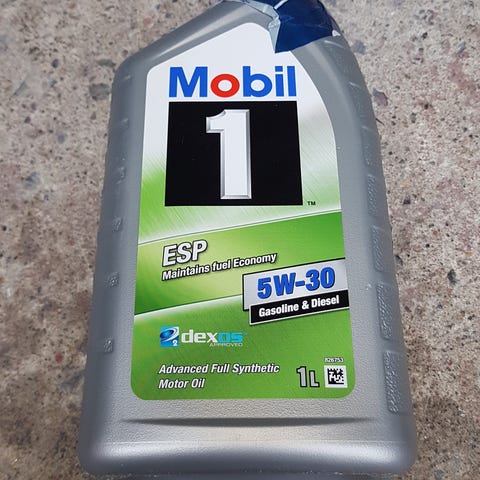 Mobil
1
TM
ESP
Maintains fuel Economy
5W-30
Gasoline & Diesel
2
dexos
APPROVED
826753
Advanced Full Synthetic
Motor Oil
1L